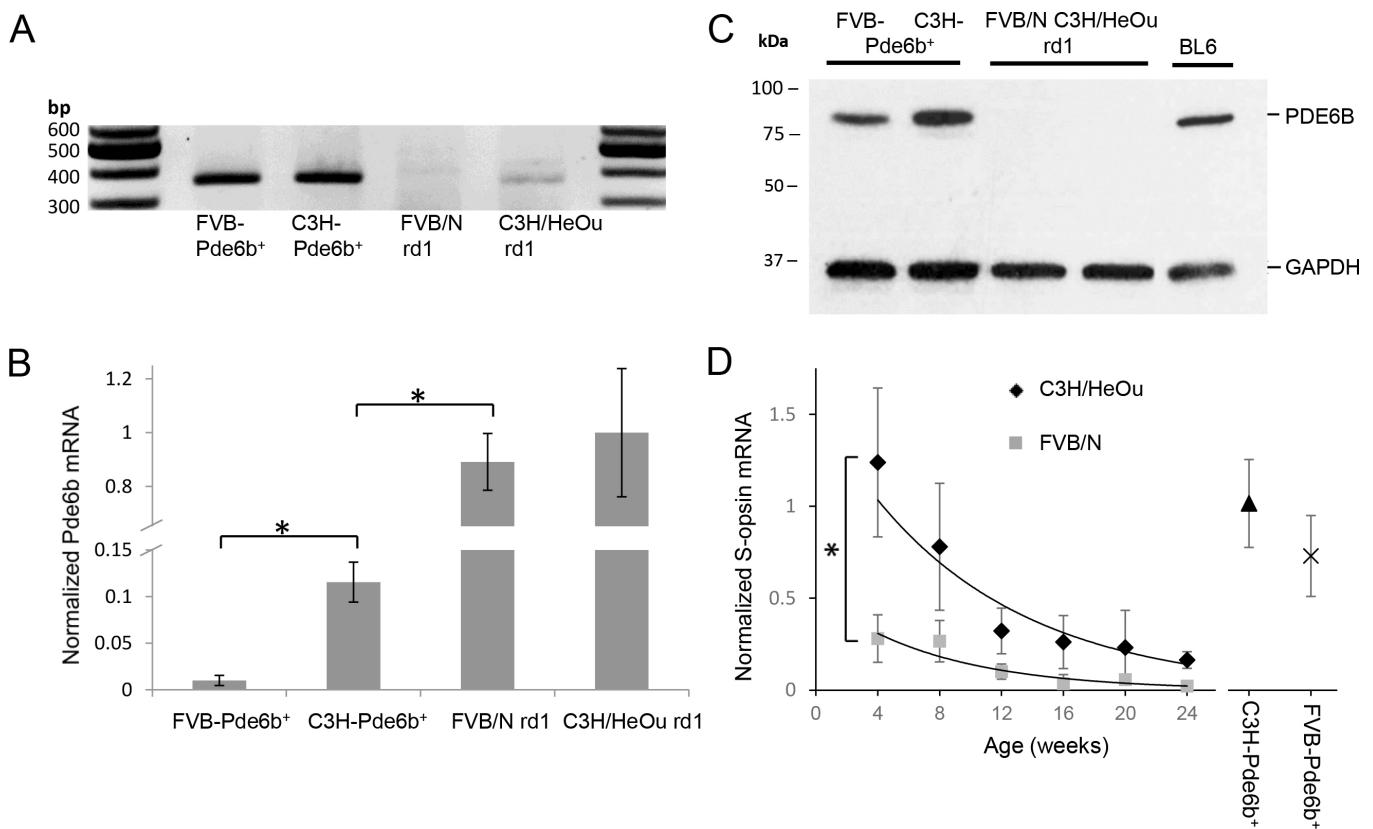 A
bp
600
500
400
300
FVB- C3H- FVB/N C3H/HeOu
Pde6b⁺ Pde6b⁺ rd1 rd1
B
Normalized Pde6b mRNA
1.2
1
0.8
0.15
0.1
0.05
0
*
*
FVB-Pde6b⁺ C3H-Pde6b⁺ FVB/N rd1 C3H/HeOu rd1
C
kDa
FVB- C3H- FVB/N C3H/HeOu
Pde6b⁺ rd1 BL6
100 –
75 –
50 –
37 –
PDE6B
GAPDH
D
Normalized S-opsin mRNA
1.5
1
0.5
0
*
C3H/HeOu
FVB/N
0 4 8 12 16 20 24
Age (weeks)
C3H-Pde6b⁺
FVB-Pde6b⁺